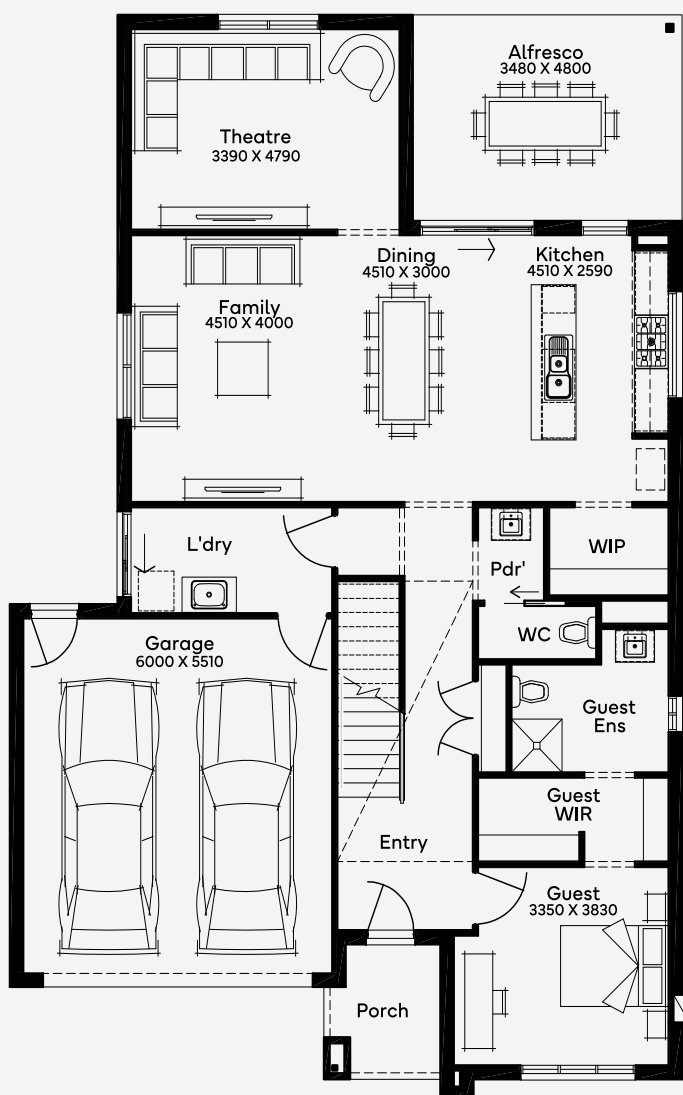 Alfresco
3480 X 4800
Theatre
3390 X 4790
Dining
4510 X 3000
Kitchen
4510 X 2590
Family
4510 X 4000
L'dry
WIP
Pdr'
WC
Garage
6000 X 5510
Guest
Ens
Guest
WIR
Entry
Guest
3350 X 3830
Porch